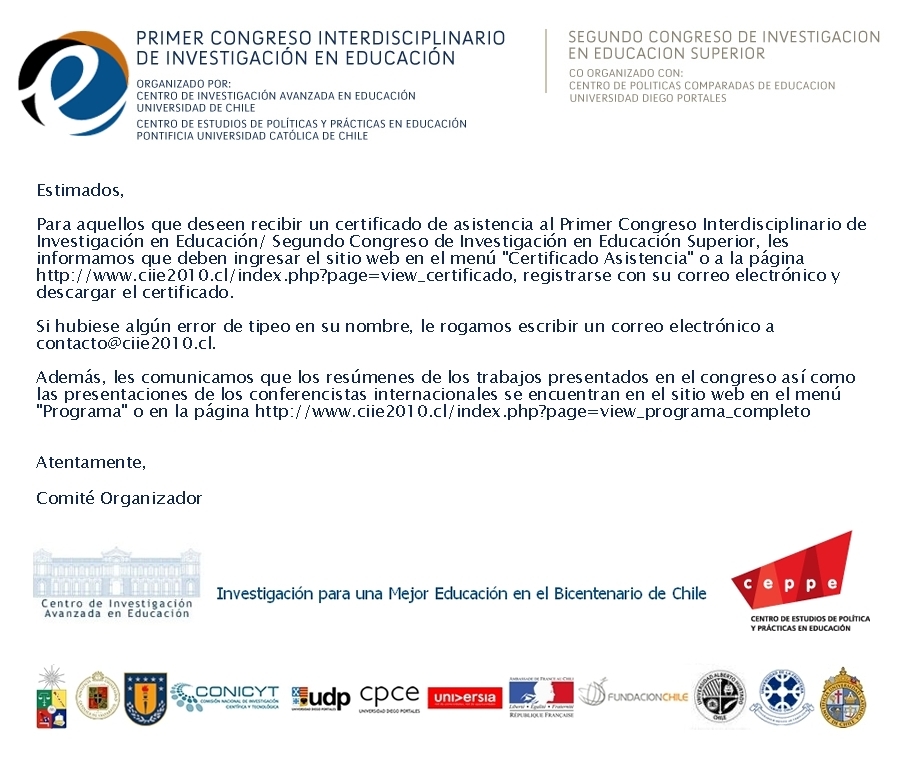 PRIMER CONGRESO INTERDISCIPLINARIO
DE INVESTIGACIÓN EN EDUCACIÓN
ORGANIZADO POR:
CENTRO DE INVESTIGACIÓN AVANZADA EN EDUCACIÓN
UNIVERSIDAD DE CHILE
CENTRO DE ESTUDIOS DE POLÍTICAS Y PRÁCTICAS EN EDUCACIÓN
PONTIFICIA UNIVERSIDAD CATÓLICA DE CHILE
SEGUNDO CONGRESO DE INVESTIGACION
EN EDUCACION SUPERIOR
CO ORGANIZADO CON:
CENTRO DE POLITICAS COMPARADAS DE EDUCACION
UNIVERSIDAD DIEGO PORTALES
Estimados,
Para aquellos que deseen recibir un certificado de asistencia al Primer Congreso Interdisciplinario de
Investigación en Educación/ Segundo Congreso de Investigación en Educación Superior, les
informamos que deben ingresar el sitio web en el menú "Certificado Asistencia" o a la página
http://www.ciie2010.cl/index.php?page=view_certificado, registrarse con su correo electrónico y
descargar el certificado.
Si hubiese algún error de tipeo en su nombre, le rogamos escribir un correo electrónico a
contacto@ciie2010.cl.
Además, les comunicamos que los resúmenes de los trabajos presentados en el congreso así como
las presentaciones de los conferencistas internacionales se encuentran en el sitio web en el menú
"Programa" o en la página http://www.ciie2010.cl/index.php?page=view_programa_completo
Atentamente,
Comité Organizador
Centro de Investigación
Avanzada en Educación
Investigación para una Mejor Educación en el Bicentenario de Chile
ceppe
CENTRO DE ESTUDIOS DE POLÍTICA
Y PRÁCTICAS EN EDUCACIÓN
CONICYT
COMISIÓN NACIONAL DE INVESTIGACIÓN
CIENTÍFICA Y TECNOLÓGICA
udp
UNIVERSIDAD DIEGO PORTALES
cpce
UNIVERSIDAD DIEGO PORTALES
universia
AMBASSADE DE FRANCE AU CHILI
Liberté • Égalité • Fraternité
RÉPUBLIQUE FRANÇAISE
FUNDACIONCHILE